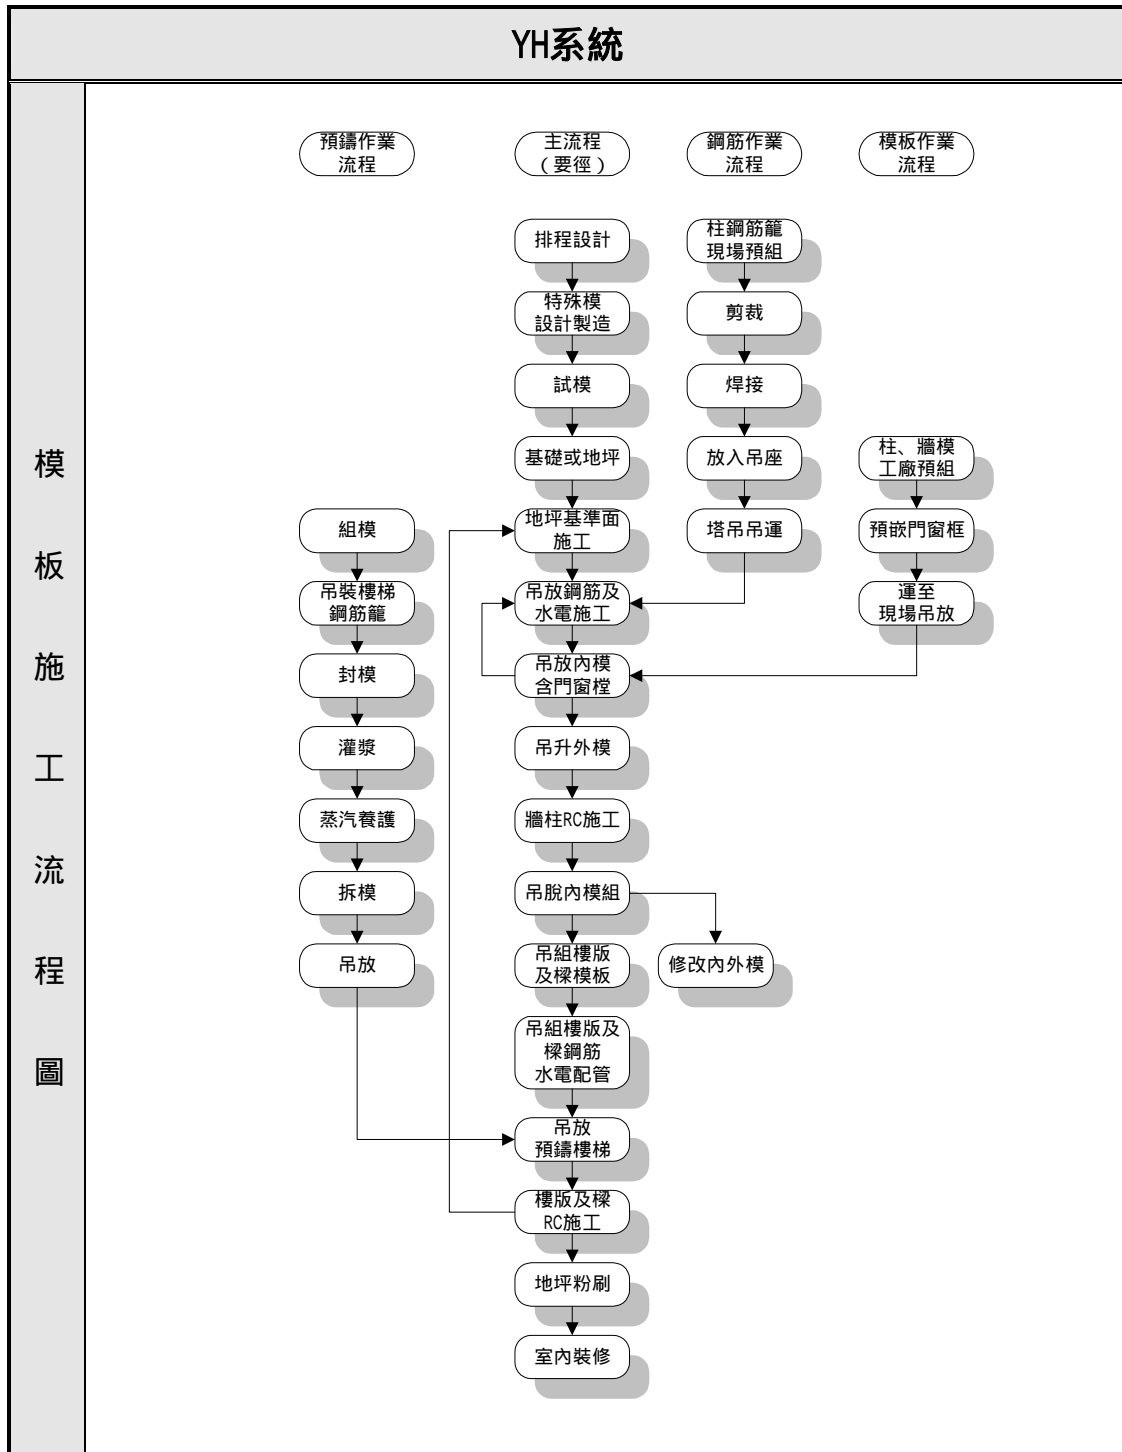 YH系統
模
板
施
工
流
程
圖
預鑄作業
流程
主流程
(要徑)
鋼筋作業
流程
模板作業
流程
組模
吊裝樓梯
鋼筋籠
封模
灌漿
蒸汽養護
拆模
吊放
排程設計
特殊模
設計製造
試模
基礎或地坪
地坪基準面
施工
吊放鋼筋及
水電施工
吊放內模
含門窗樘
吊升外模
牆柱RC施工
吊脫內模組
吊組樓版
及樑模板
吊組樓版及
樑鋼筋
水電配管
吊放
預鑄樓梯
樓版及樑
RC施工
地坪粉刷
室內裝修
柱鋼筋籠
現場預組
剪裁
焊接
放入吊座
塔吊吊運
修改內外模
柱、牆模
工廠預組
預嵌門窗框
運至
現場吊放